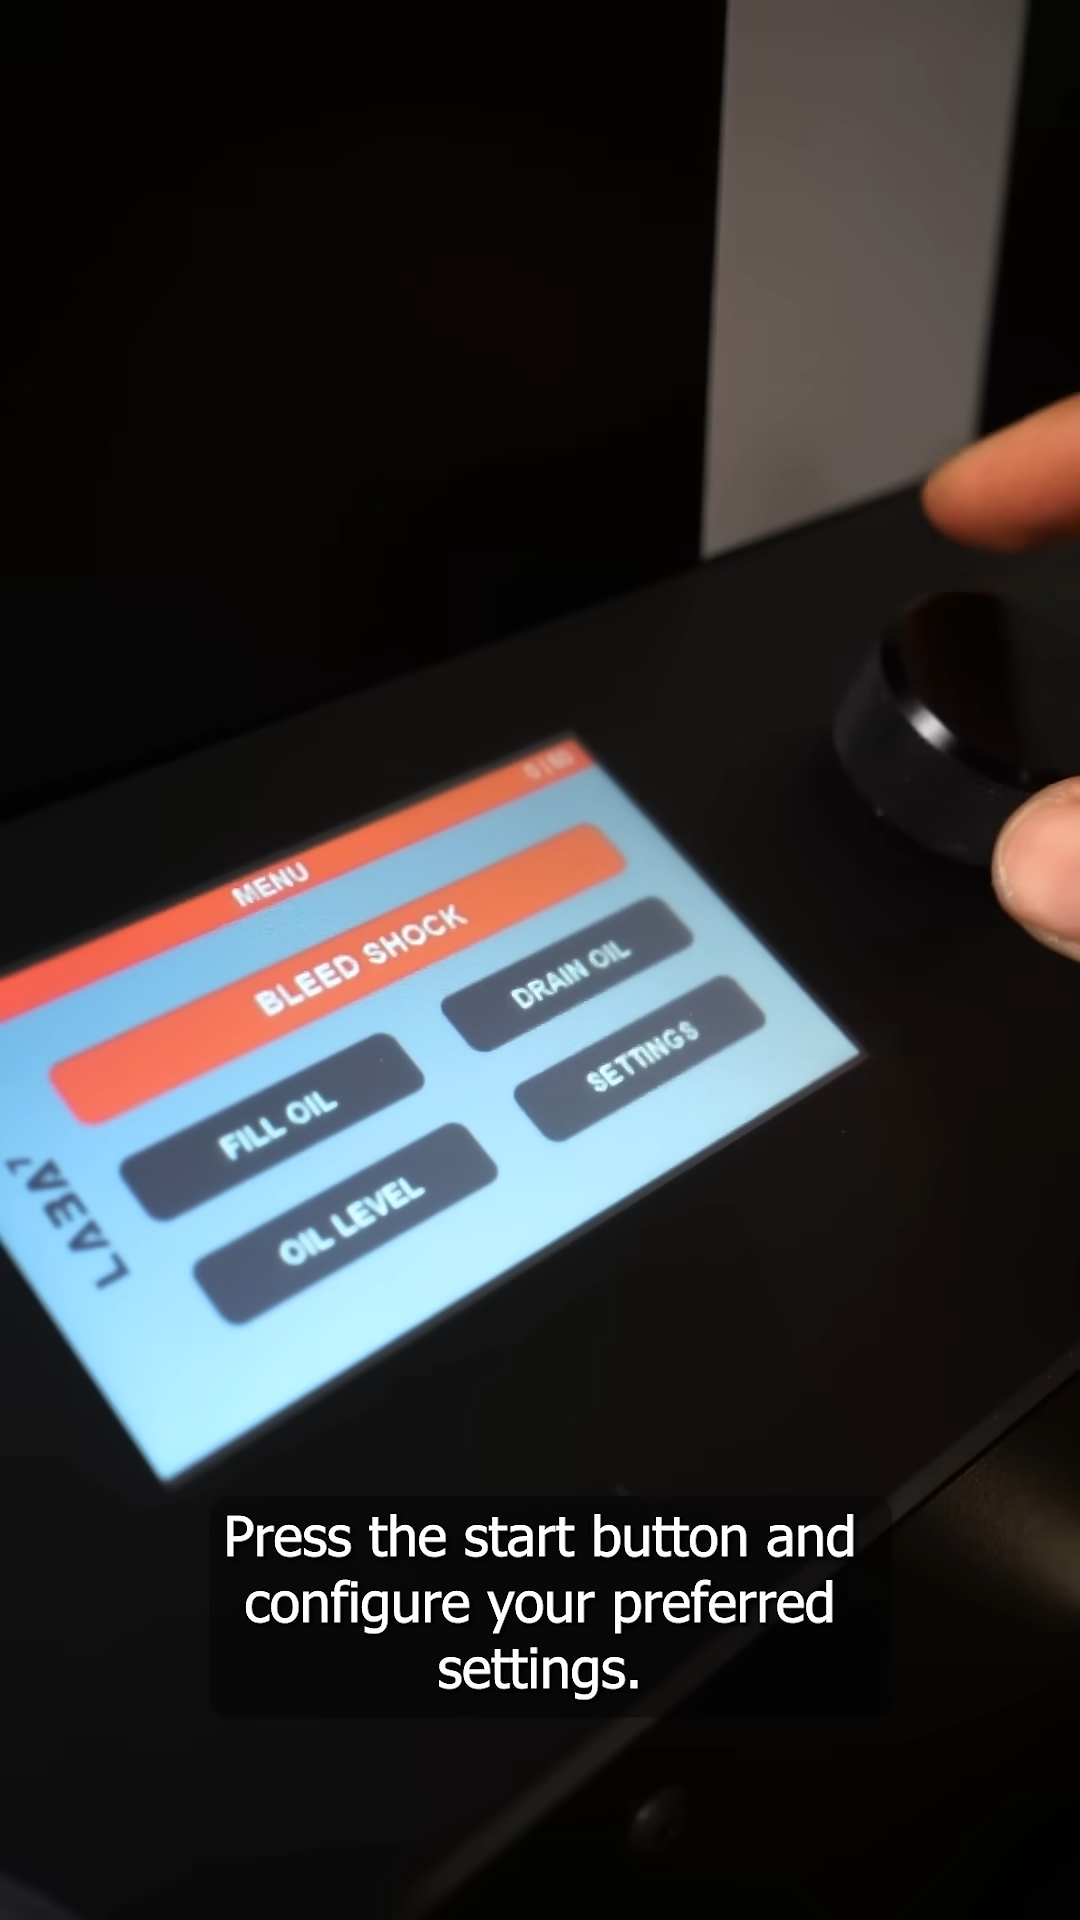 MENU
BLEED SHOCK
FILL OIL
DRAIN OIL
OIL LEVEL
SETTINGS
Press the start button and
configure your preferred
settings.